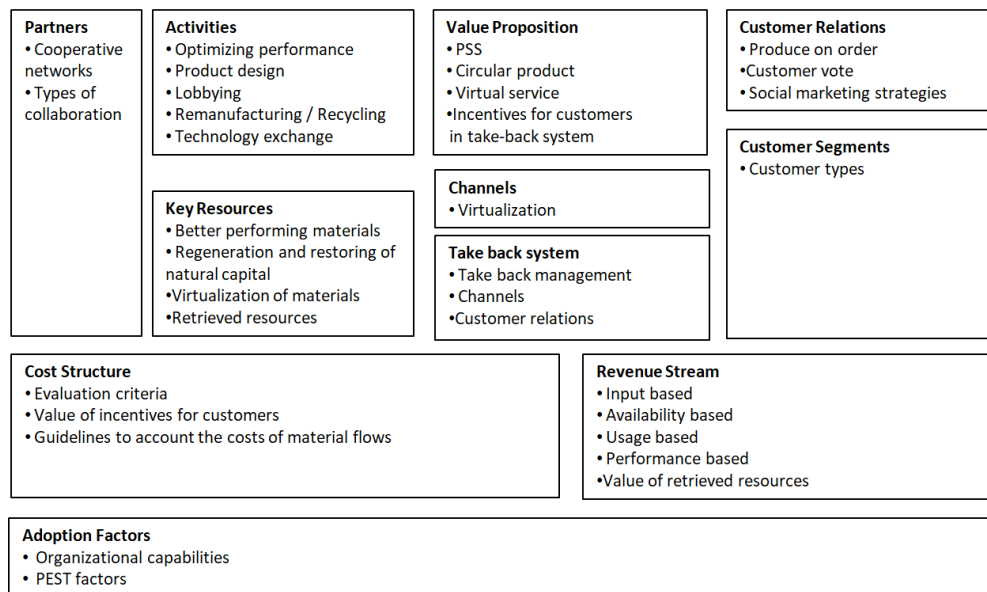 Partners
• Cooperative
networks
• Types of
collaboration
Activities
• Optimizing performance
• Product design
• Lobbying
• Remanufacturing / Recycling
• Technology exchange
Key Resources
• Better performing materials
• Regeneration and restoring of
natural capital
•Virtualization of materials
•Retrieved resources
Value Proposition
• PSS
• Circular product
• Virtual service
•Incentives for customers
in take-back system
Channels
• Virtualization
Take back system
• Take back management
• Channels
•Customer relations
Customer Relations
• Produce on order
•Customer vote
• Social marketing strategies
Customer Segments
• Customer types
Cost Structure
• Evaluation criteria
• Value of incentives for customers
• Guidelines to account the costs of material flows
Revenue Stream
• Input based
• Availability based
• Usage based
• Performance based
•Value of retrieved resources
Adoption Factors
• Organizational capabilities
• PEST factors